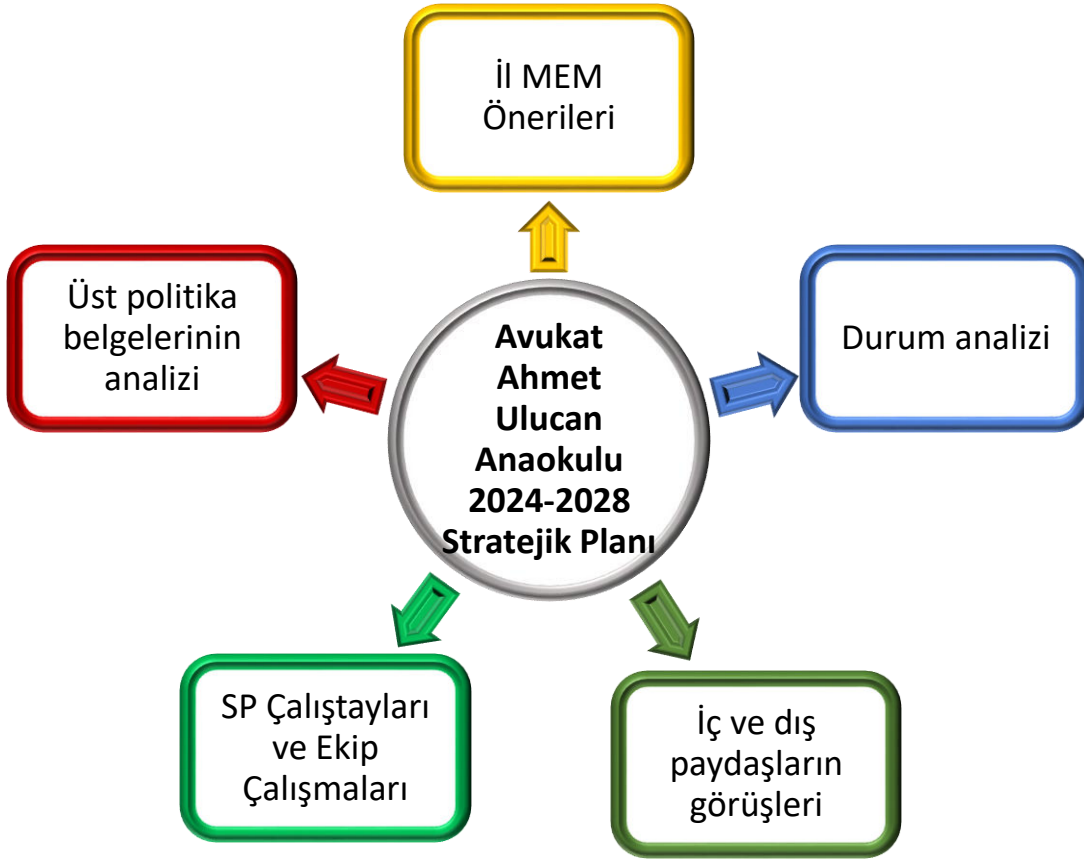 İl MEM
Önerileri
Üst politika
belgelerinin
analizi
Avukat
Ahmet
Ulucan
Anaokulu
2024-2028
Stratejik Planı
Durum analizi
SP Çalıştayları
ve Ekip
Çalışmaları
İç ve dış
paydaşların
görüşleri